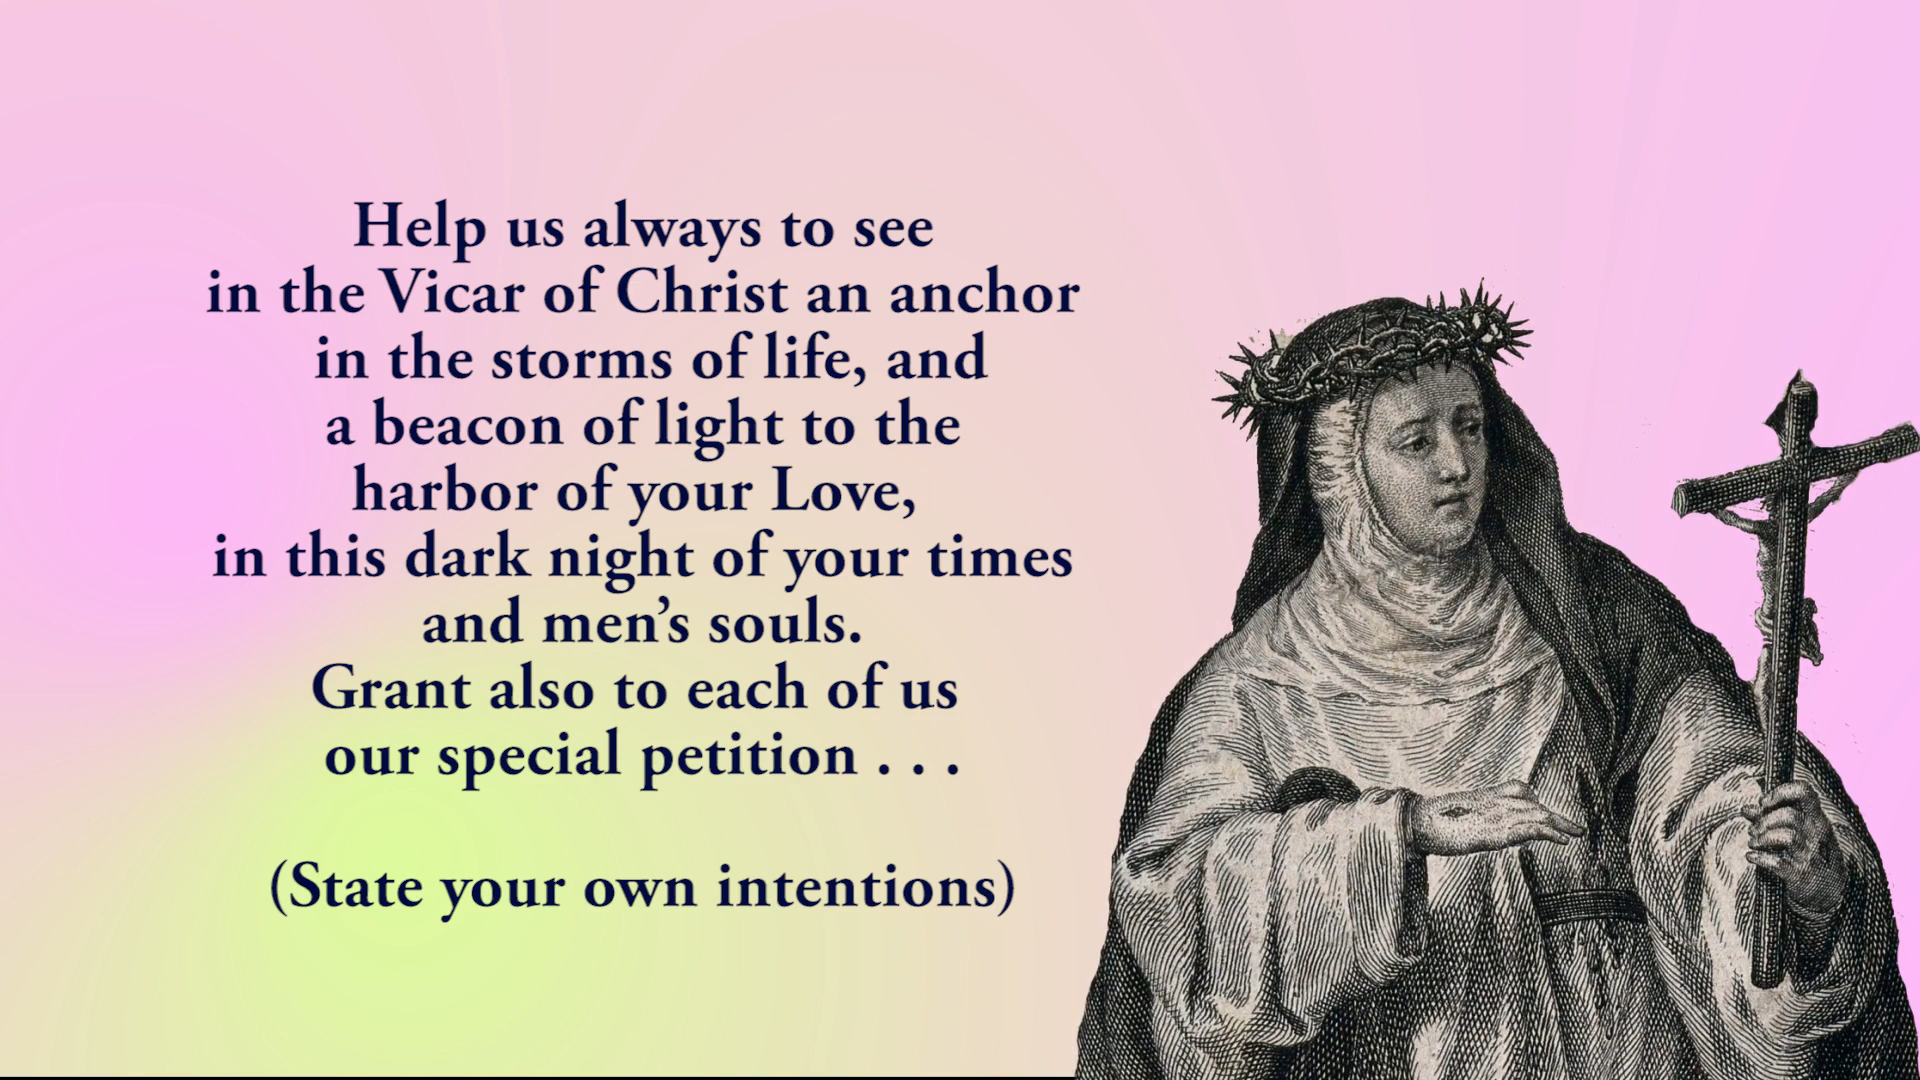 Help us always to see
in the Vicar of Christ an anchor
in the storms of life, and
a beacon of light to the
harbor of your Love,
in this dark night of your times
and men’s souls.
Grant also to each of us
our special petition . . .
(State your own intentions)